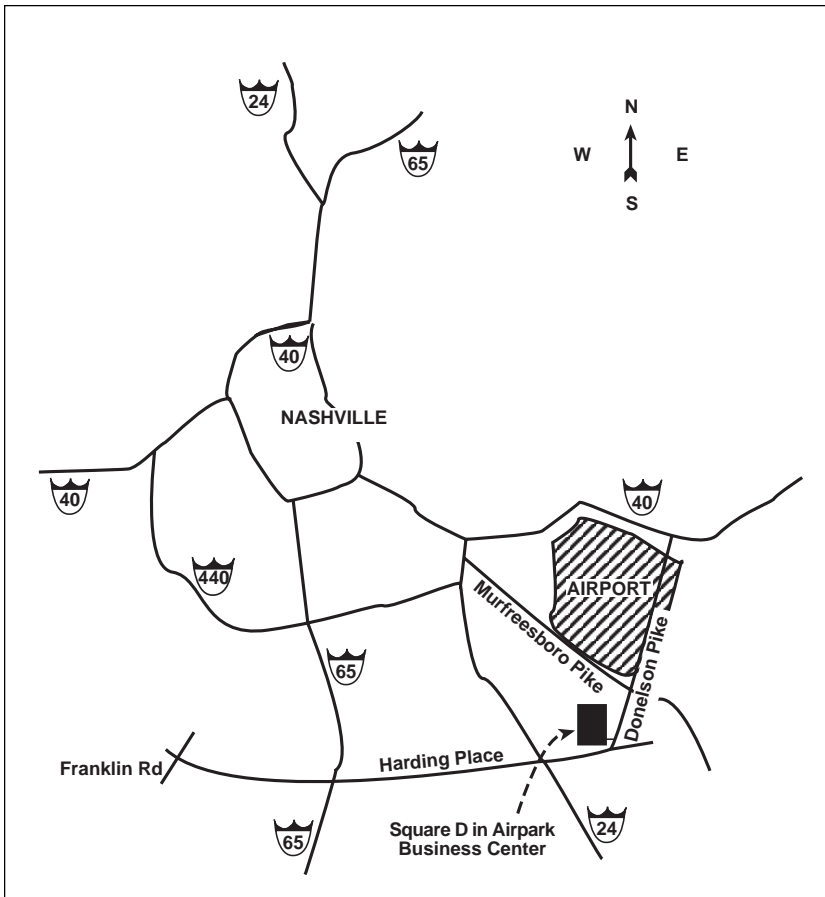 24
65
N
W
E
S
40
NASHVILLE
40
40
440
AIRPORT
Murfreesboro Pike
Donelson Pike
65
Franklin Rd
Harding Place
65
Square D in Airpark
Business Center
24